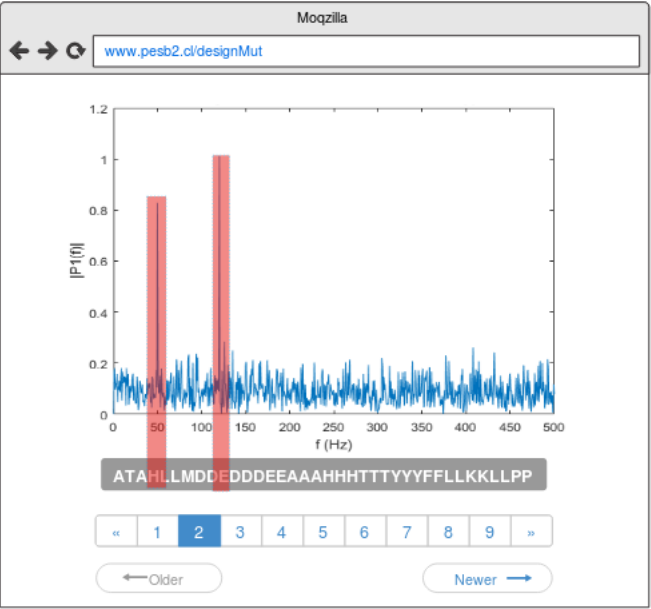 Moqzilla
www.pesb2.cl/designMut
1.2
1
0.8
0.6
0.4
0.2
0
|P1(f)|
0 50 100 150 200 250 300 350 400 450 500
f (Hz)
ATAHLLMDDEDDDEEAAAHHHTTTYYYFFLLKKLLPP
« 1 2 3 4 5 6 7 8 9 »
Older
Newer